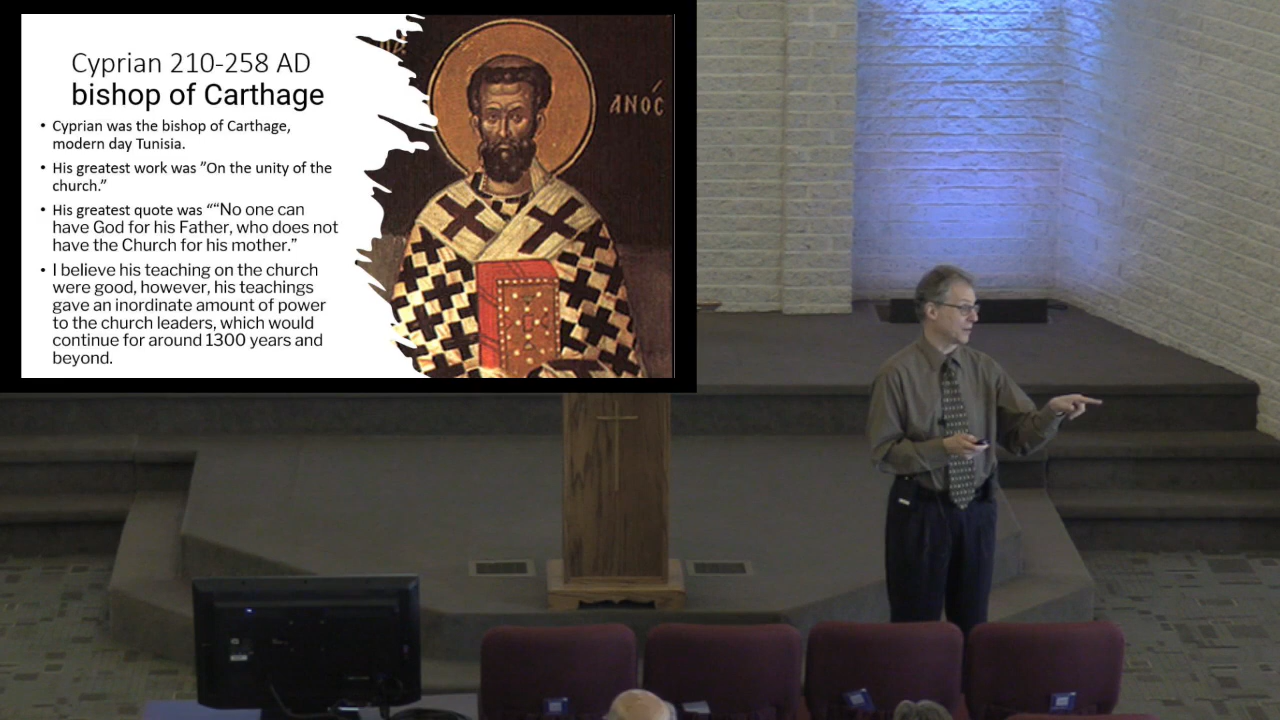 Cyprian 210-258 AD
bishop of Carthage
• Cyprian was the bishop of Carthage,
modern day Tunisia.
• His greatest work was ”On the unity of the
church.”
• His greatest quote was “‘‘No one can
have God for his Father, who does not
have the Church for his mother.”
• I believe his teaching on the church
were good, however, his teachings
gave an inordinate amount of power
to the church leaders, which would
continue for around 1300 years and
beyond.
ΑΝΟC